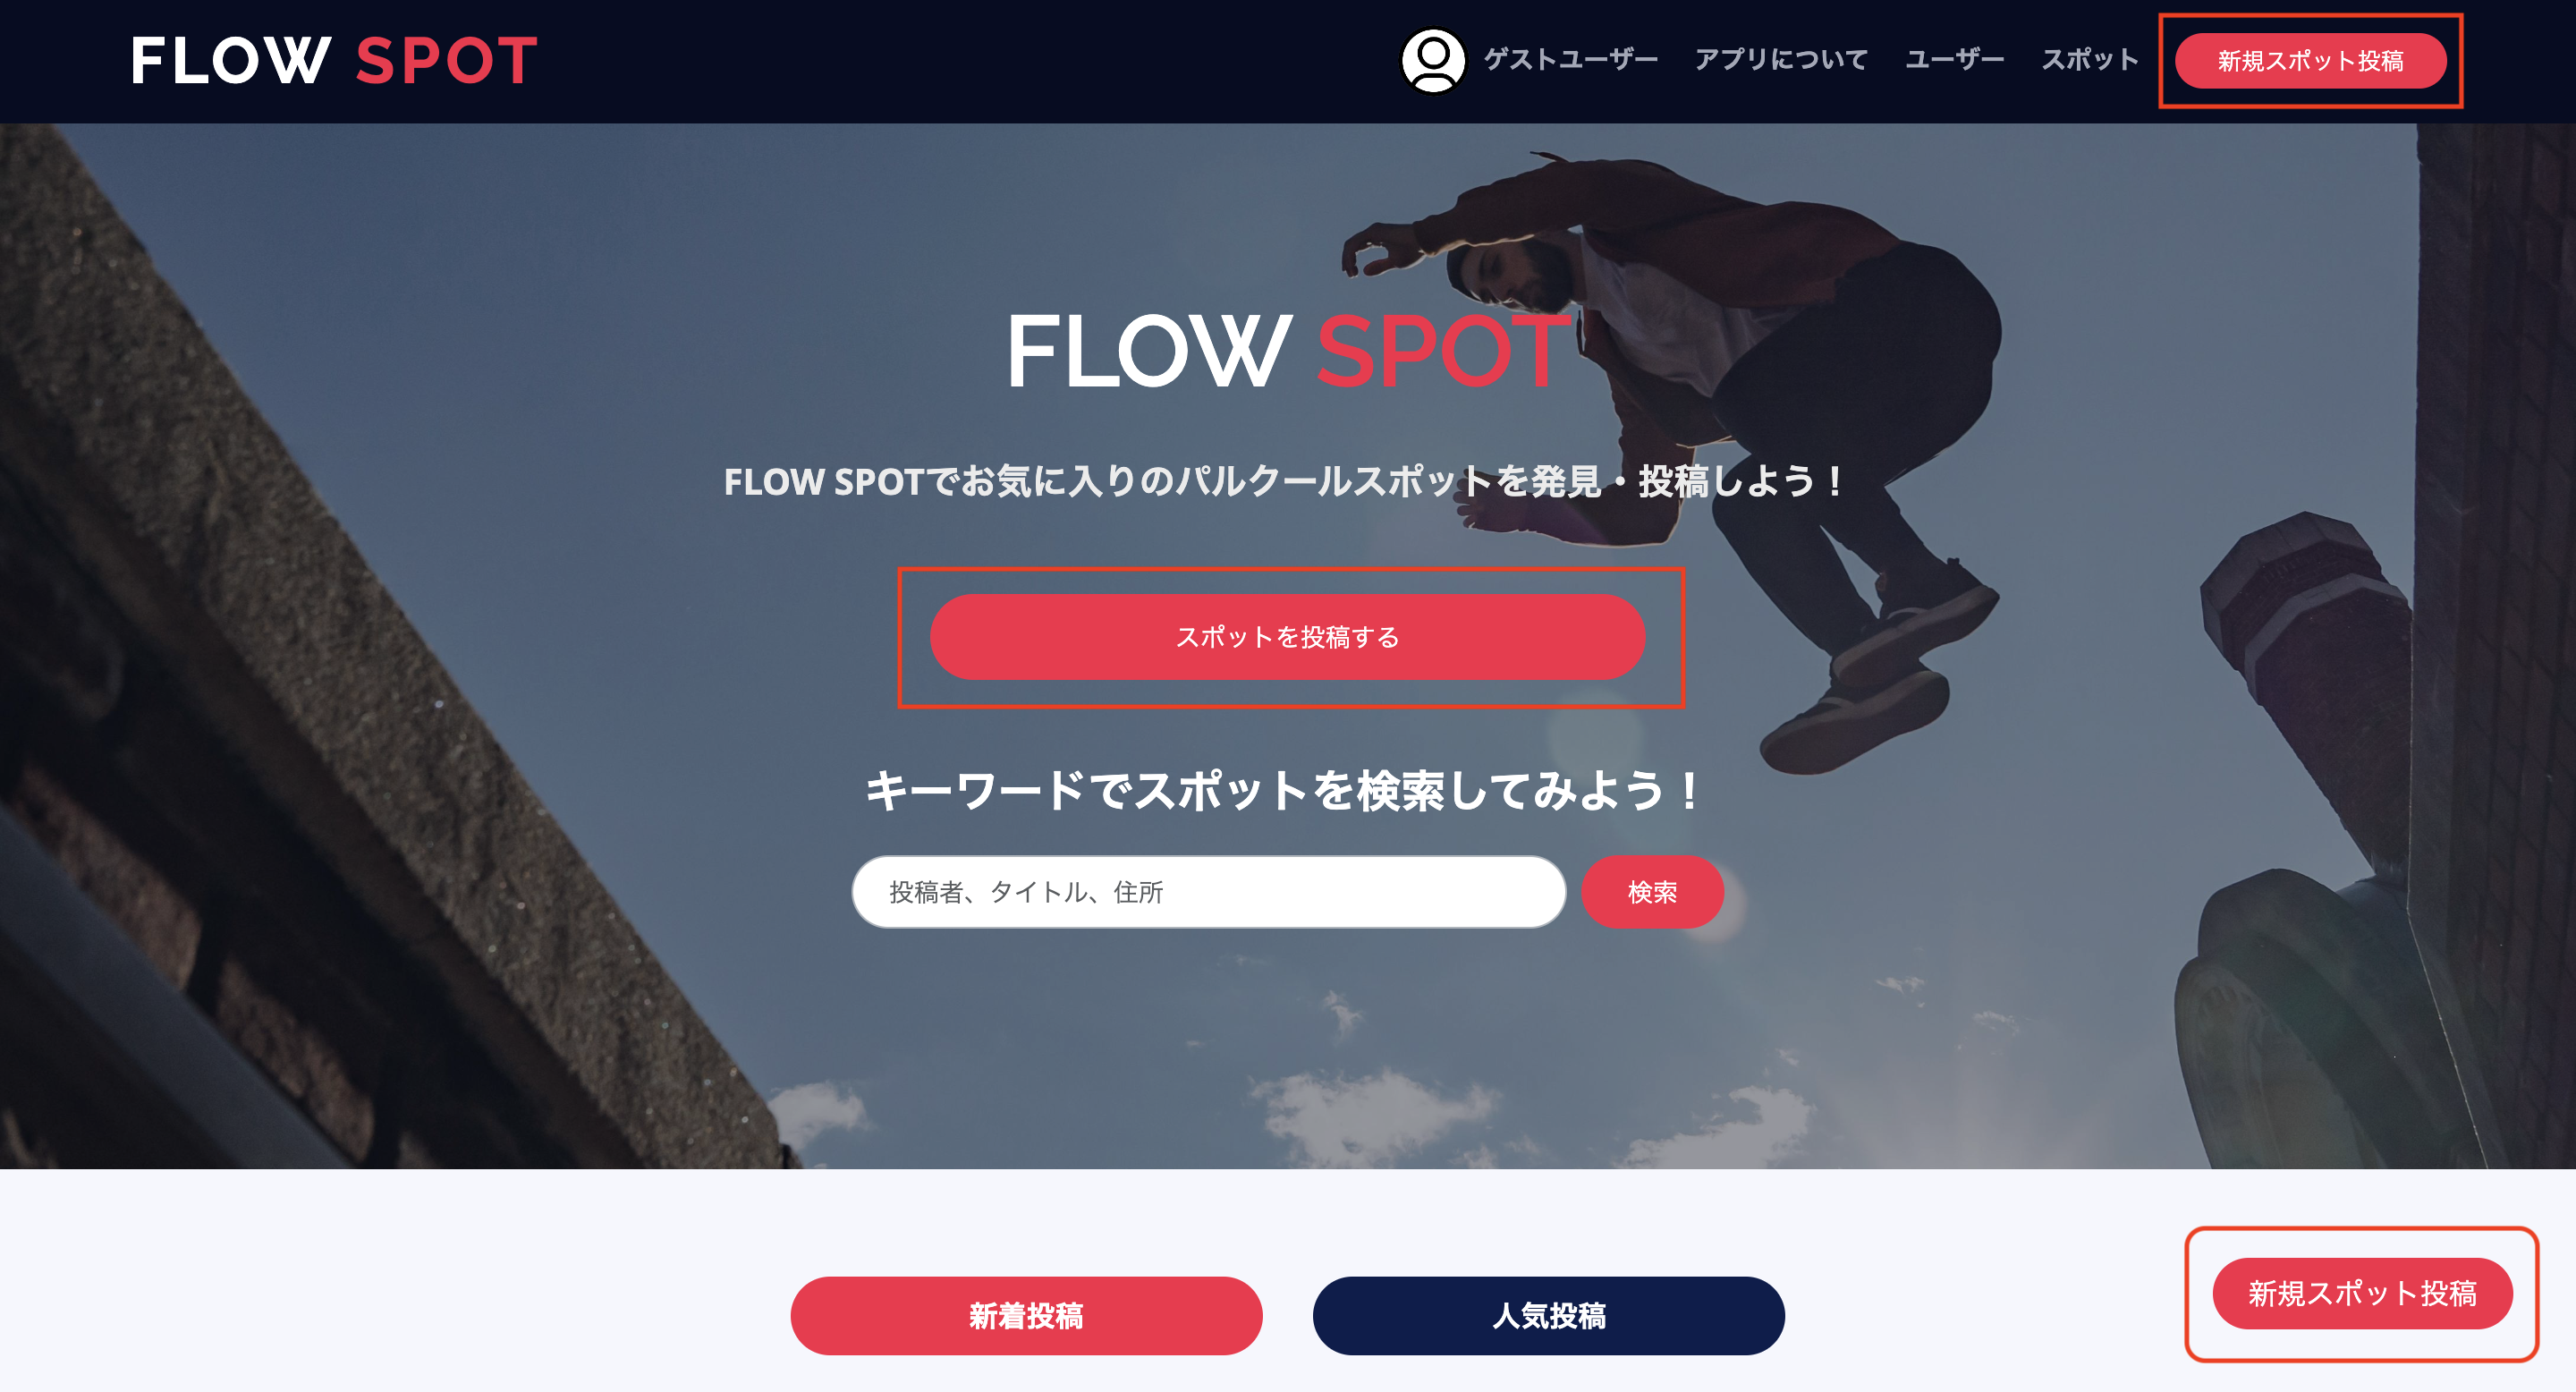 FLOW SPOT
ゲストユーザー アプリについて ユーザー スポット 新規スポット投稿
FLOW SPOT
FLOW SPOTでお気に入りのパルクールスポットを発見・投稿しよう！
スポットを投稿する
キーワードでスポットを検索してみよう！
投稿者、タイトル、住所 検索
新規スポット投稿
新着投稿 人気投稿